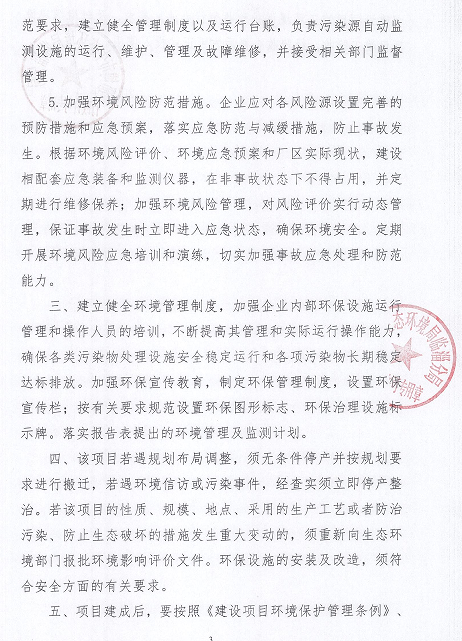 范要求，建立健全管理制度以及运行台账，负责污染源自动监
测设施的运行、维护、管理及故障维修，并接受相关部门监督
管理。
5.加强环境风险防范措施。企业应对各风险源设置完善的
预防措施和应急预案，落实应急防范与减缓措施，防止事故发
生。根据环境风险评价、环境应急预案和厂区实际现状，建设
相配套应急装备和监测仪器，在非事故状态下不得占用，并定
期进行维修保养；加强环境风险管理，对风险评价实行动态管
理，保证事故发生时立即进入应急状态，确保环境安全。定期
开展环境风险应急培训和演练，切实加强事故应急处理和防范
能力。
三、建立健全环境管理制度，加强企业内部环保设施运行
管理和操作人员的培训，不断提高其管理和实际运行操作能力，
确保各类污染物处理设施安全稳定运行和各项污染物长期稳定
达标排放。加强环保宣传教育，制定环保管理制度，设置环保
宣传栏；按有关要求规范设置环保图形标志、环保治理设施标
示牌。落实报告表提出的环境管理及监测计划。
四、该项目若遇规划布局调整，须无条件停产并按规划要
求进行搬迁，若遇环境信访或污染事件，经查实须立即停产整
治。若该项目的性质、规模、地点、采用的生产工艺或者防治
污染、防止生态破坏的措施发生重大变动的，须重新向生态环
境部门报批环境影响评价文件。环保设施的安装及改造，须符
合安全方面的有关要求。
五、项目建成后，要按照《建设项目环境保护管理条例》、
3
态环境局临淄分局